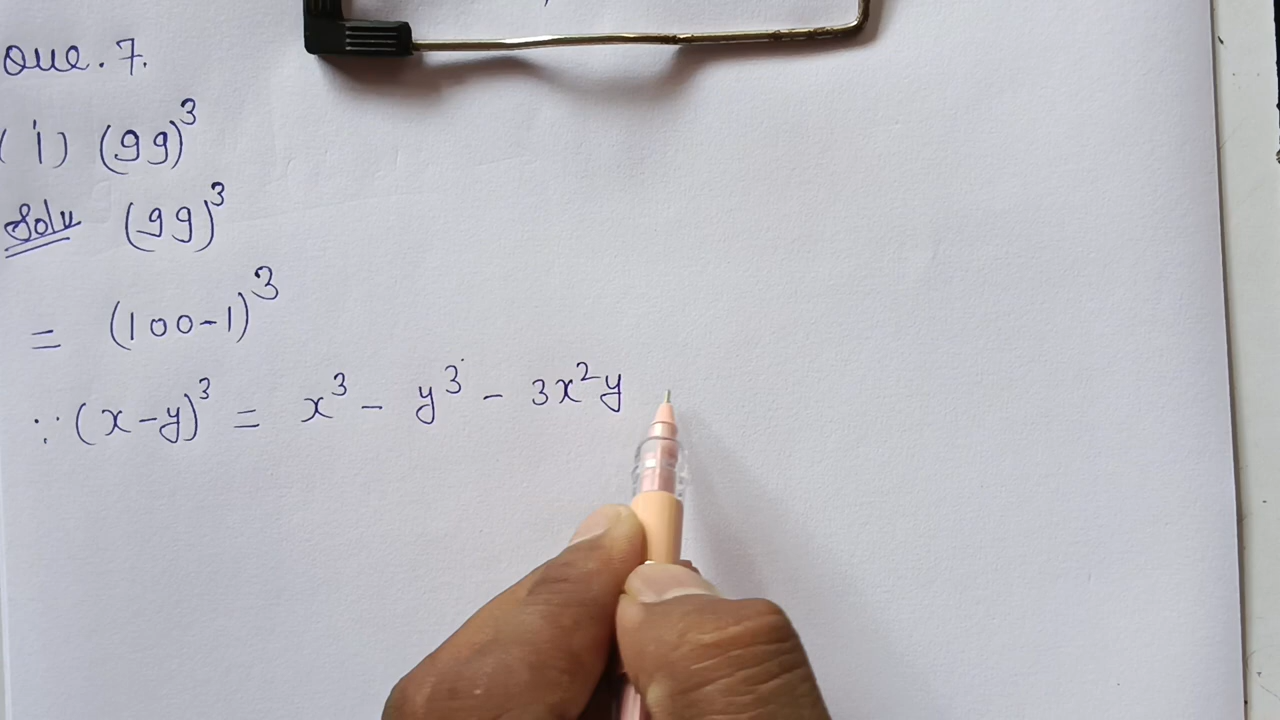 Que. 7.
(i) (99)³
Solu (99)³
= (100-1)³
∵ (x-y)³ = x³ - y³ - 3x²y